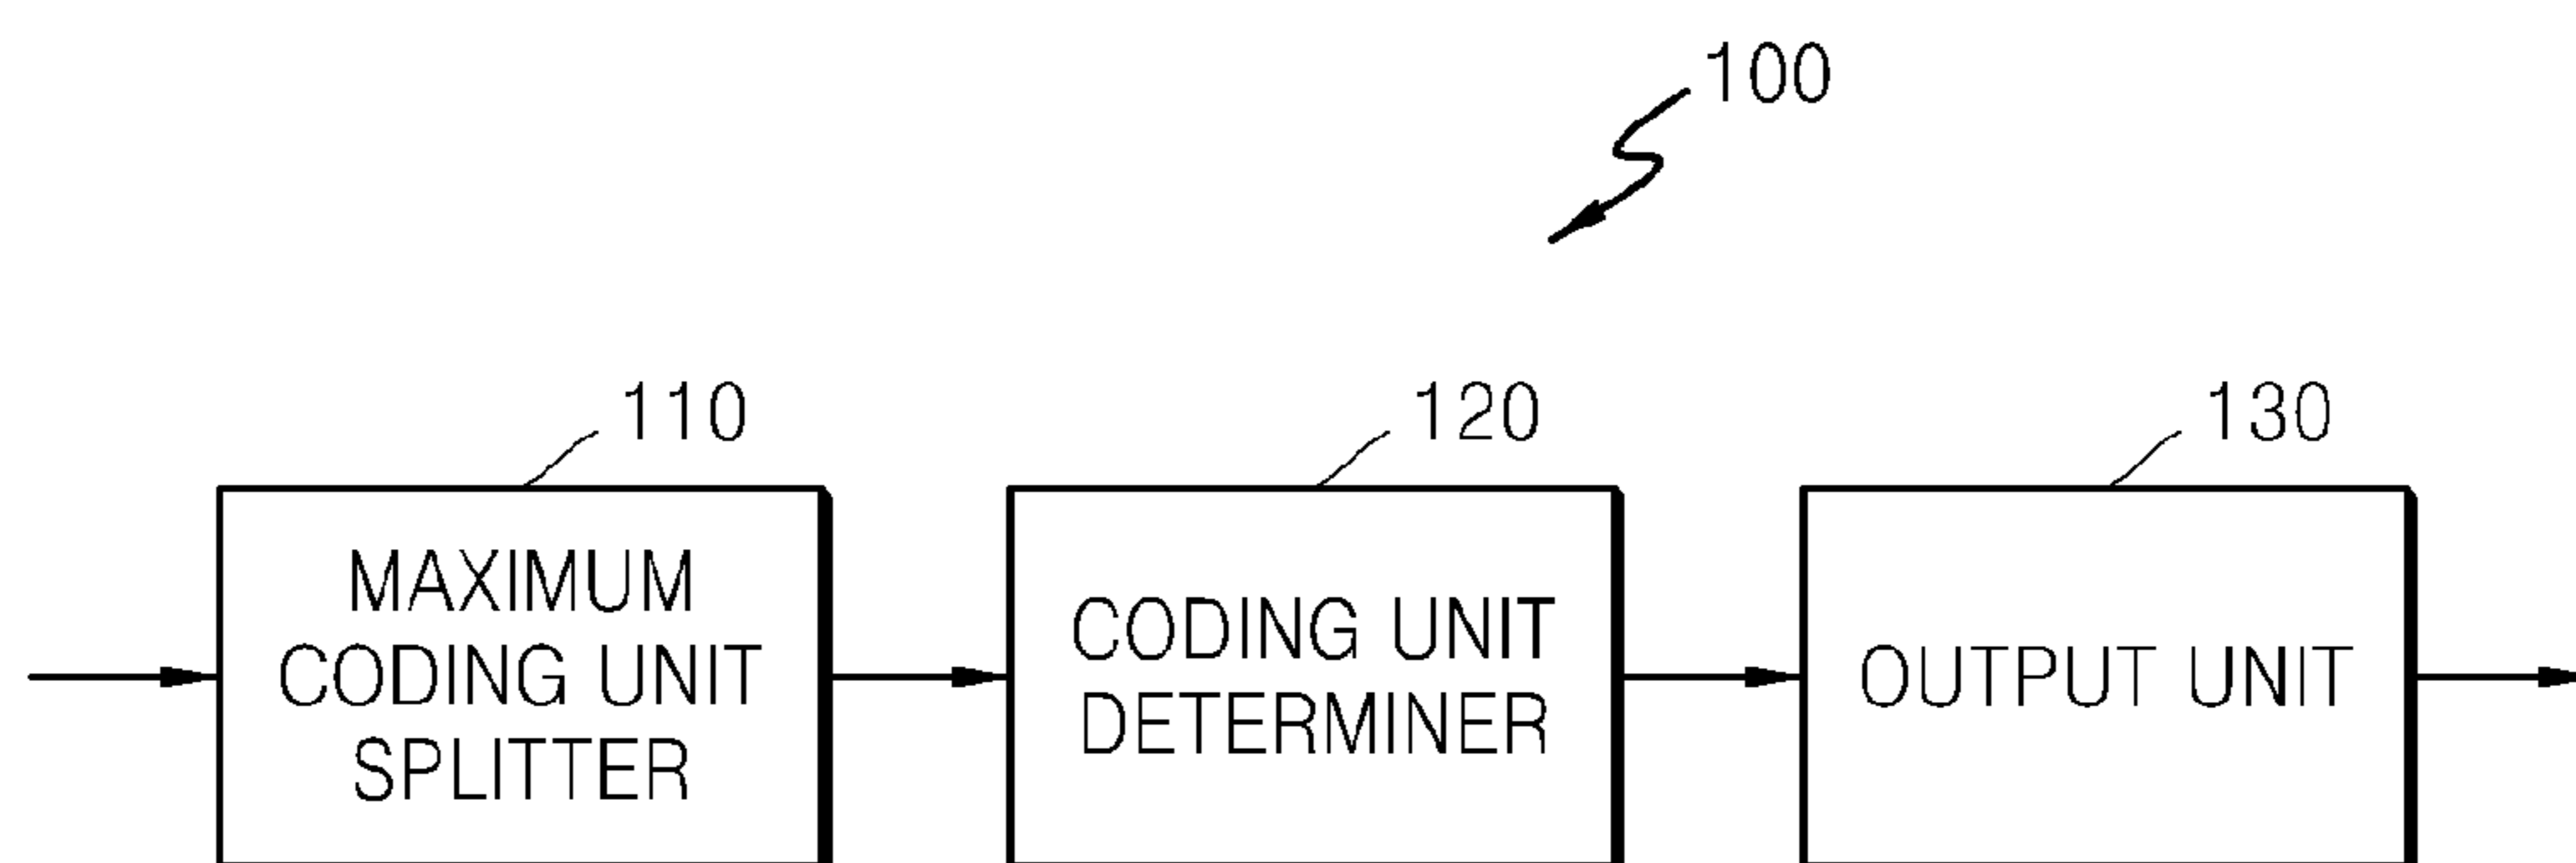 100
110
120
130
MAXIMUM
CODING UNIT
SPLITTER
CODING UNIT
DETERMINER
OUTPUT UNIT